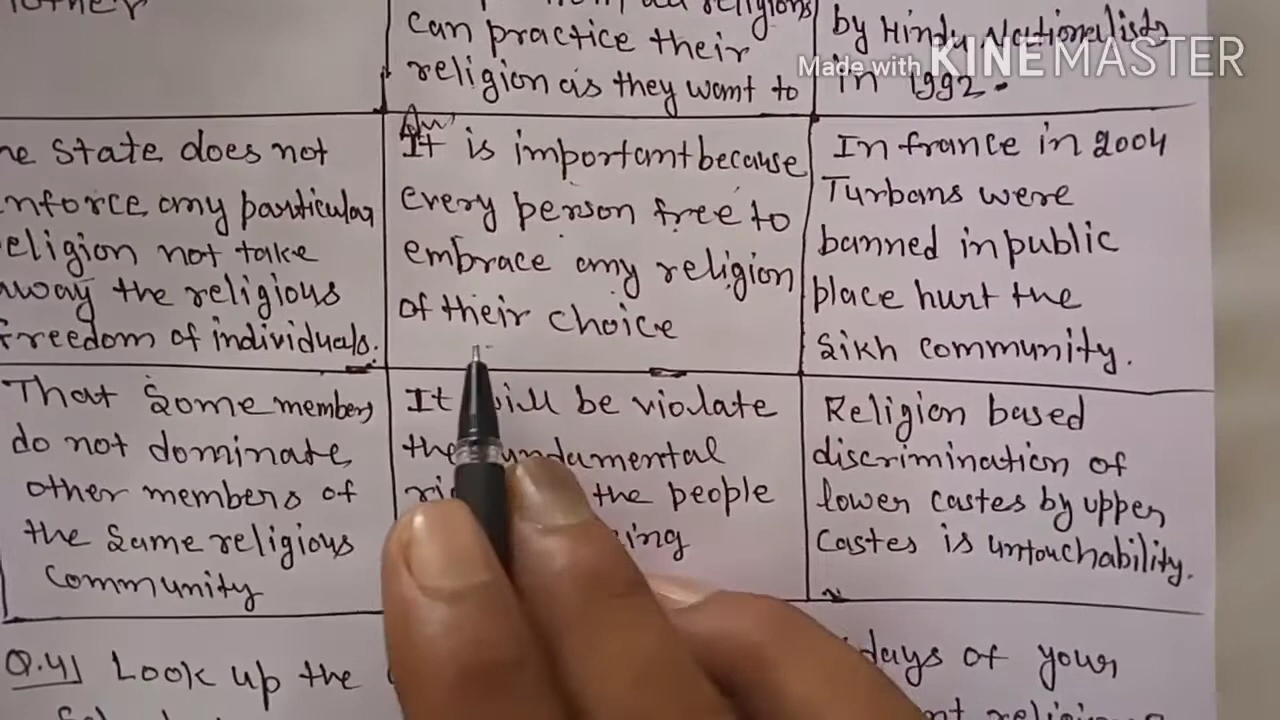 can practice their
religion as they want to
by Hindu Nationalists
in 1992.
Made with KINEMASTER
he State does not
nforce any particular
eligion not take
away the religious
freedom of individuals.
Ans
It is important because
every person free to
embrace any religion
of their choice
In france in 2004
Turbans were
banned in public
place hurt the
Sikh community.
That Some members
do not dominate
other members of
the Same religious
Community
It will be violate
the fundamental
the people
Religion based
discrimination of
lower castes by upper
castes is untouchability.
Q.4) Look up the
days of your